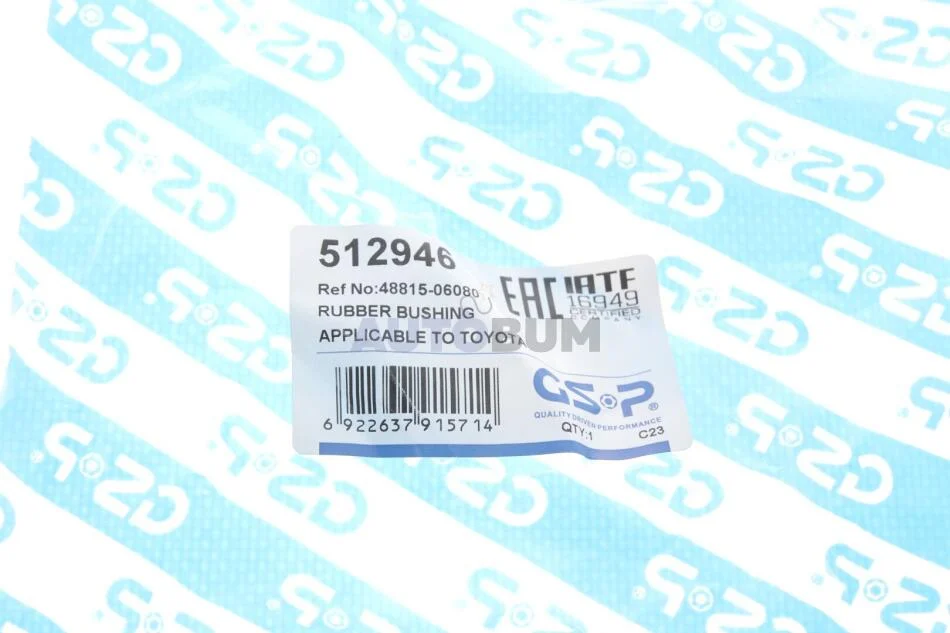 512946
Ref No:48815-06080
RUBBER BUSHING
APPLICABLE TO TOYOTA
EAC
IATF
16949
CERTIFIED
COMPANY
AUTOBUM
GSP®
QUALITY DRIVEN PERFORMANCE
QTY:1
C23
6 922637 915714